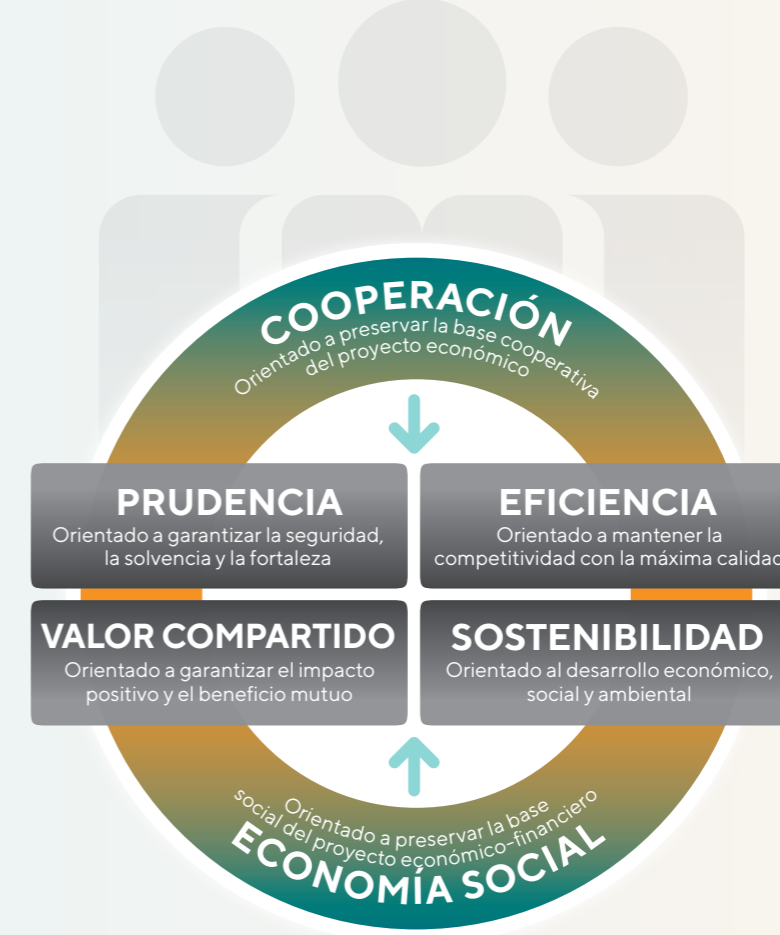 COOPERACIÓN
Orientado a preservar la base cooperativa
del proyecto económico
PRUDENCIA
Orientado a garantizar la seguridad,
la solvencia y la fortaleza
EFICIENCIA
Orientado a mantener la
competitividad con la máxima calidad
VALOR COMPARTIDO
Orientado a garantizar el impacto
positivo y el beneficio mutuo
SOSTENIBILIDAD
Orientado al desarrollo económico,
social y ambiental
Orientado a preservar la base
social del proyecto económico-financiero
ECONOMÍA SOCIAL